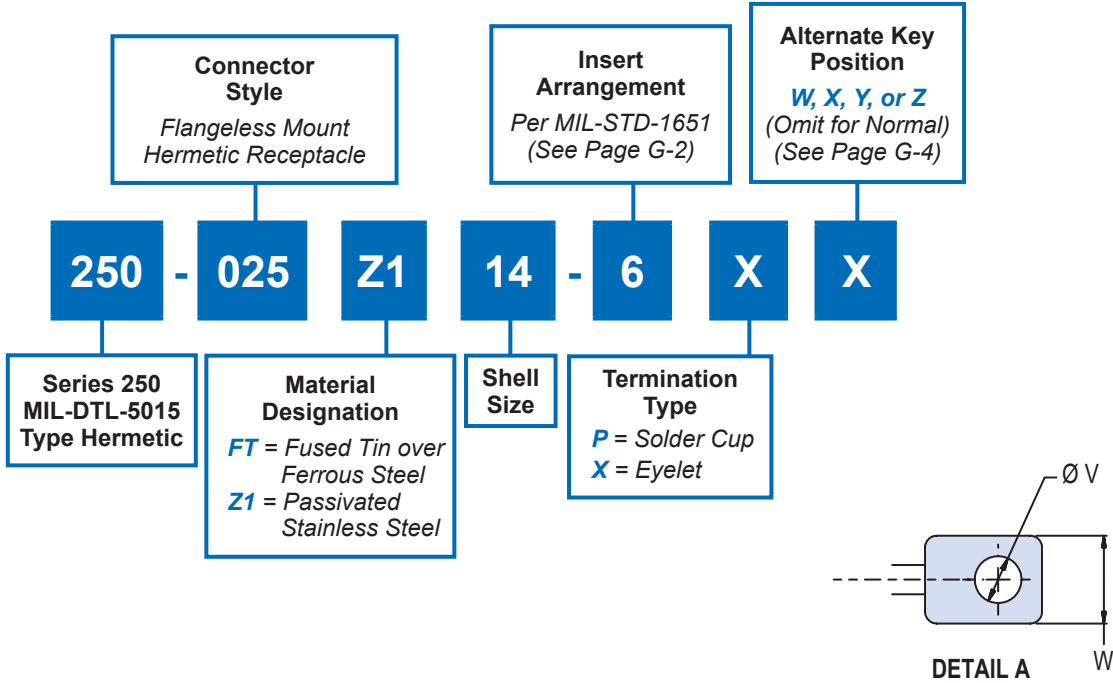 Connector
Style
Flangeless Mount
Hermetic Receptacle
Insert
Arrangement
Per MIL-STD-1651
(See Page G-2)
Alternate Key
Position
W, X, Y, or Z
(Omit for Normal)
(See Page G-4)
250 - 025 Z1 14 - 6 X X
Series 250
MIL-DTL-5015
Type Hermetic
Material
Designation
FT = Fused Tin over
Ferrous Steel
Z1 = Passivated
Stainless Steel
Shell
Size
Termination
Type
P = Solder Cup
X = Eyelet
Ø V
W
DETAIL A